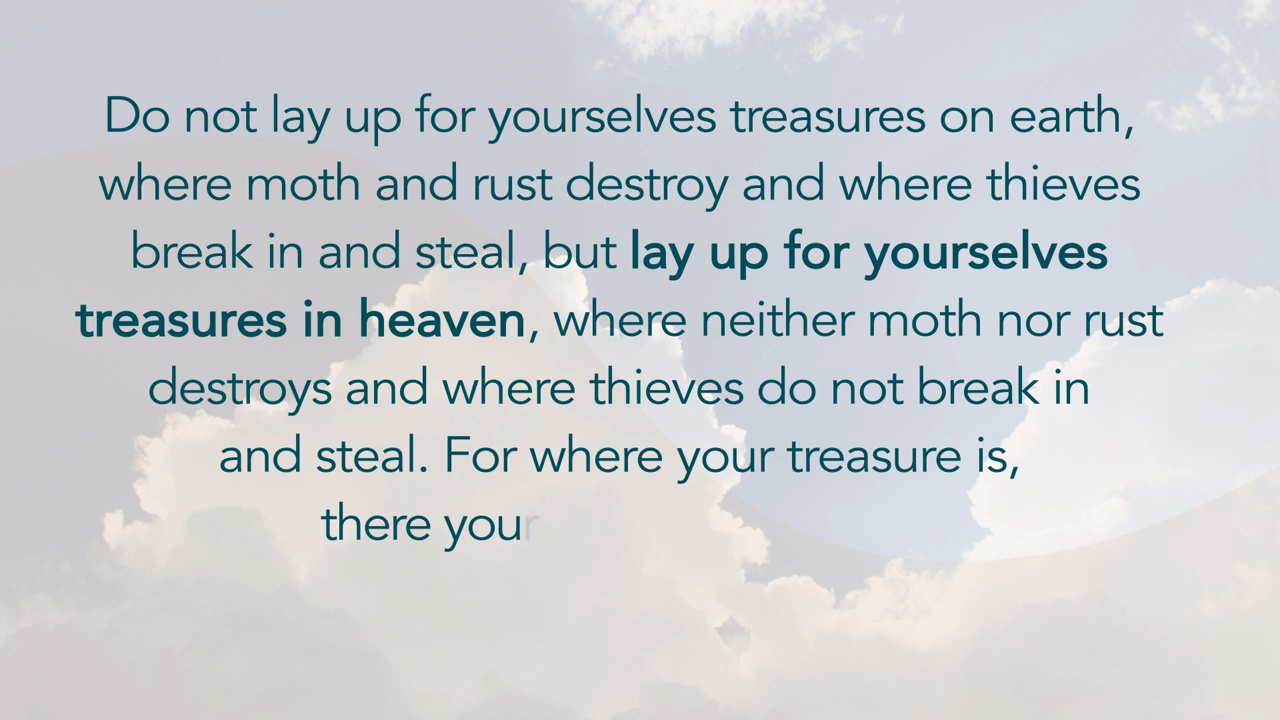 Do not lay up for yourselves treasures on earth,
where moth and rust destroy and where thieves
break in and steal, but lay up for yourselves
treasures in heaven, where neither moth nor rust
destroys and where thieves do not break in
and steal. For where your treasure is,
there your